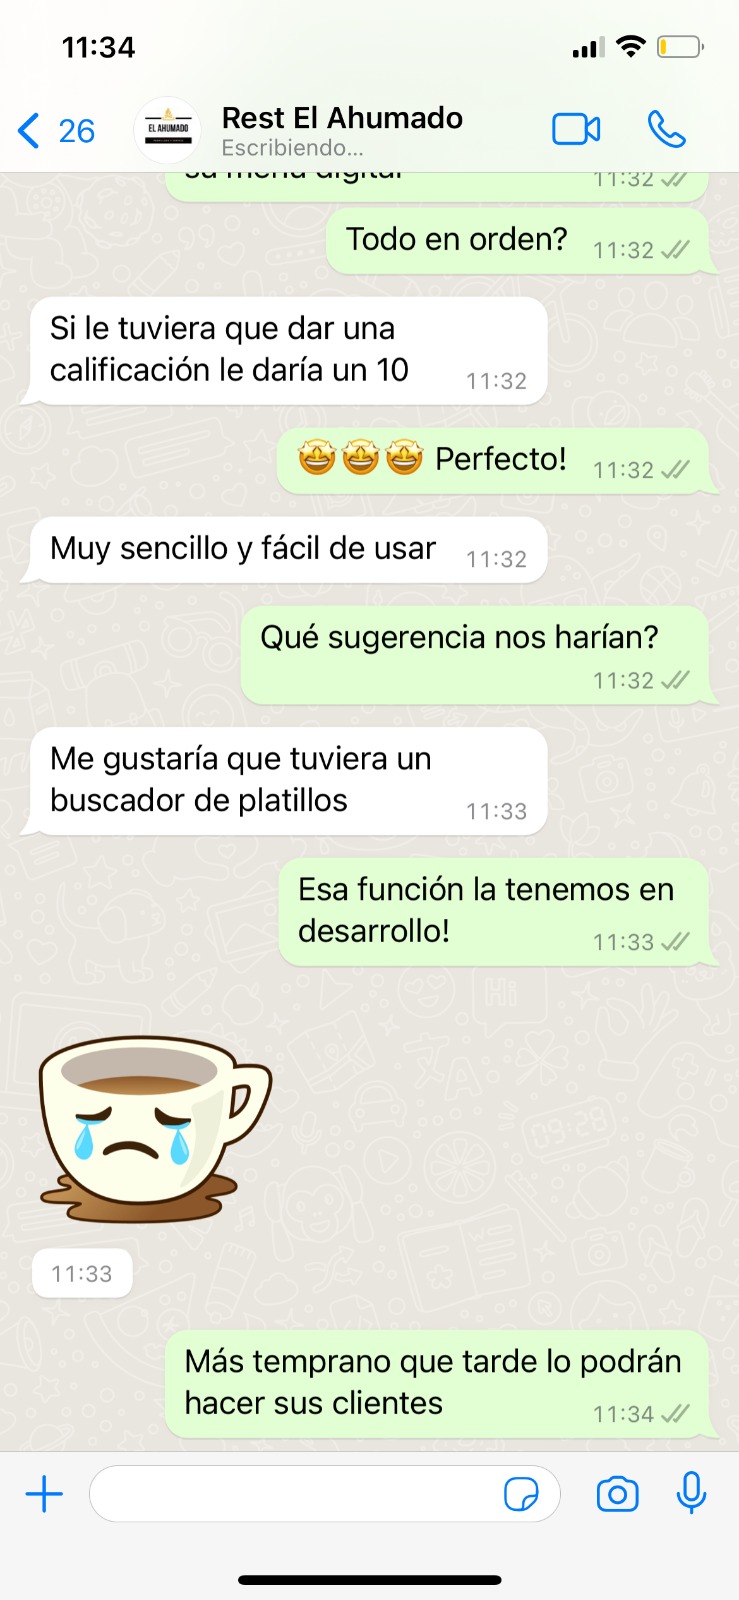 11:34
26
EL AHUMADO
Rest El Ahumado
Escribiendo...
su menú digital
11:32
Todo en orden?
11:32
Si le tuviera que dar una
calificación le daría un 10
11:32
🤩🤩🤩 Perfecto!
11:32
Muy sencillo y fácil de usar
11:32
Qué sugerencia nos harían?
11:32
Me gustaría que tuviera un
buscador de platillos
11:33
Esa función la tenemos en
desarrollo!
11:33
11:33
Más temprano que tarde lo podrán
hacer sus clientes
11:34